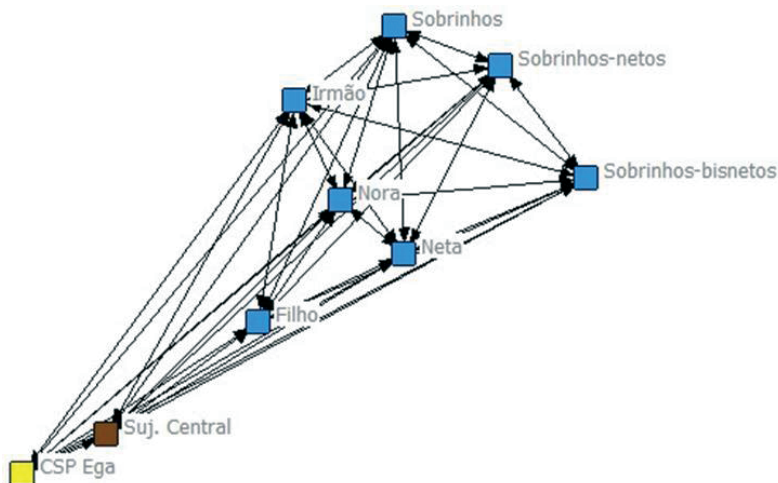 Sobrinhos
Sobrinhos-netos
Irmão
Sobrinhos-bisnetos
Nora
Neta
Filho
Suj. Central
CSP Ega